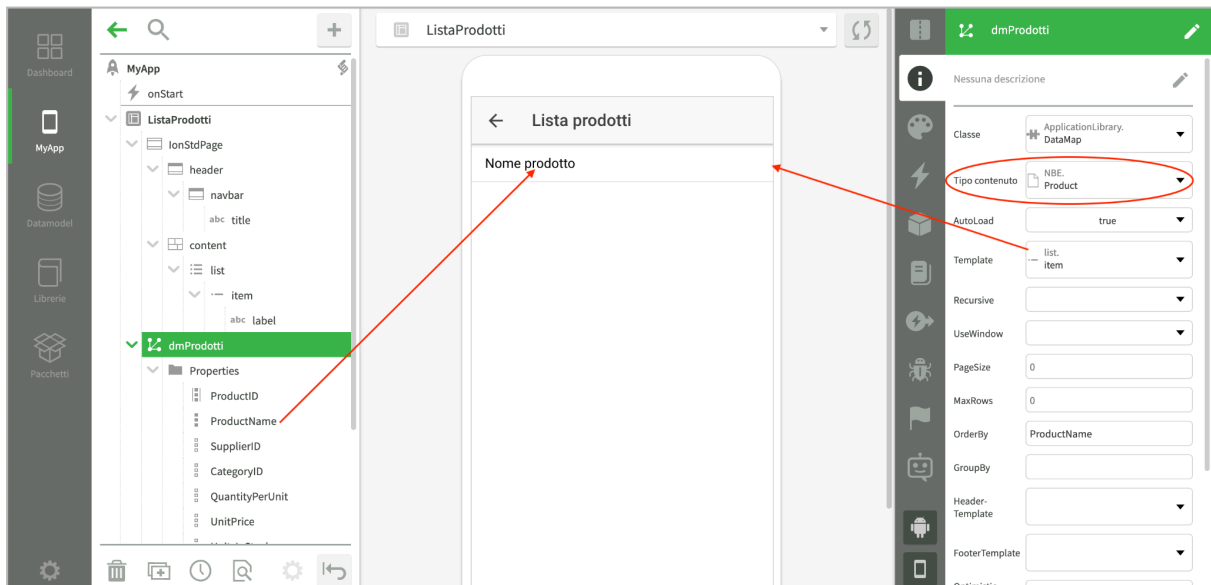 Dashboard
MyApp
Datamodel
Librerie
Pacchetti
MyApp
onStart
ListaProdotti
IonStdPage
header
navbar
abc title
content
list
item
abc label
dmProdotti
Properties
ProductID
ProductName
SupplierID
CategoryID
QuantityPerUnit
UnitPrice
ListaProdotti
Lista prodotti
Nome prodotto
dmProdotti
Nessuna descrizione
Classe
ApplicationLibrary.
DataMap
Tipo contenuto
NBE.
Product
AutoLoad
true
Template
list.
item
Recursive
UseWindow
PageSize
0
MaxRows
0
OrderBy
ProductName
GroupBy
Header-
Template
FooterTemplate